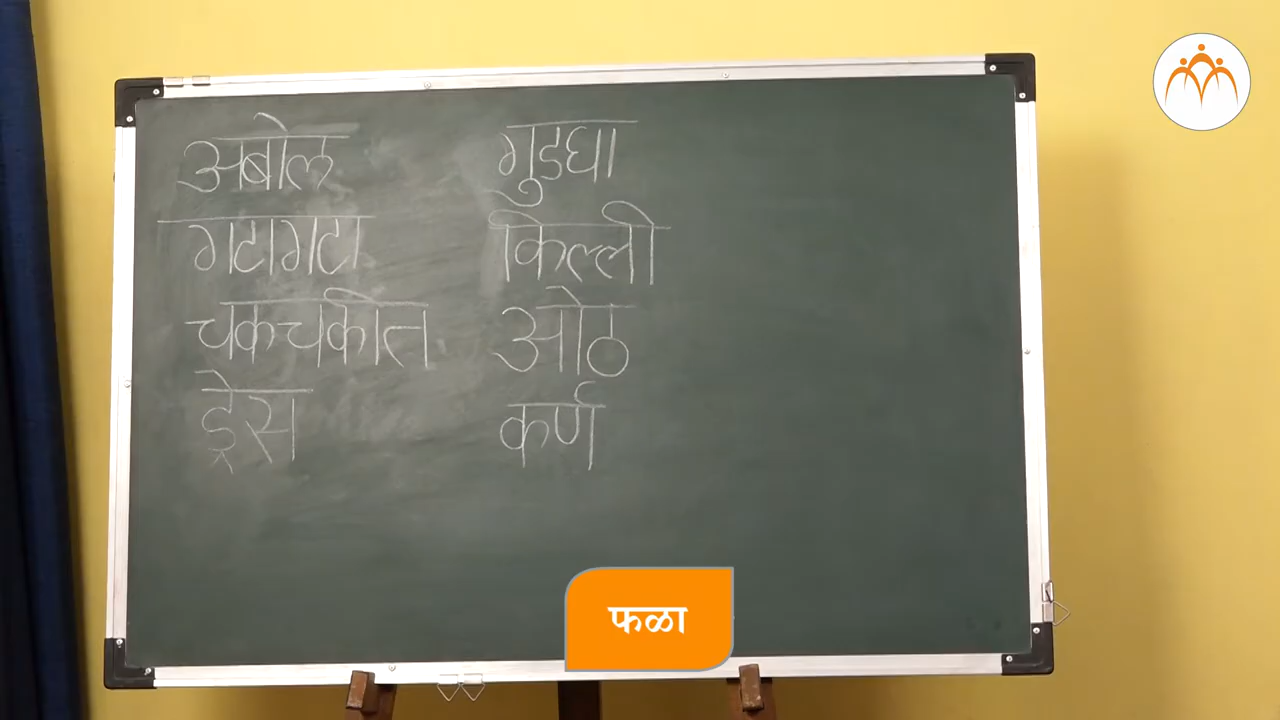 अबोल
गटागटा
चकचकीत
ड्रेस
गुडघा
किल्ली
ओठ
कर्ण
फळा